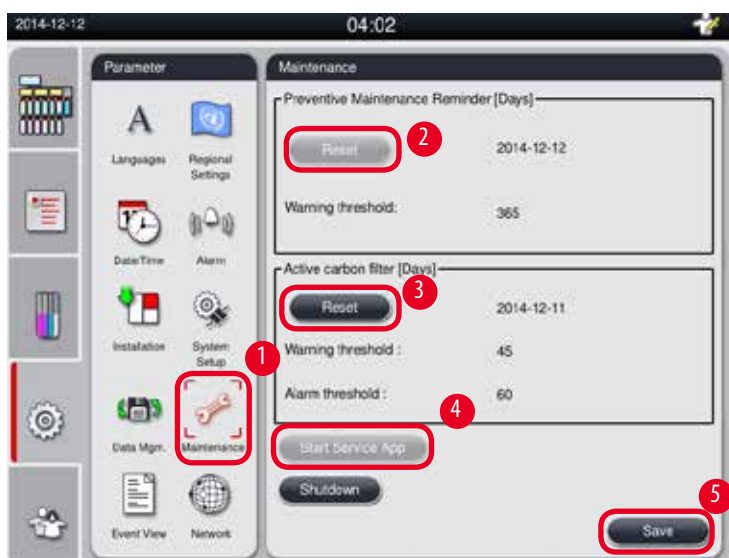 2014-12-12 04:02
Parameter
Languages Regional Settings
Date/Time Alarm
Installation System Setup
1
Data Mgm. Maintenance
Event View Network
Maintenance
Preventive Maintenance Reminder [Days]
Reset 2 2014-12-12
Warning threshold: 365
Active carbon filter [Days]
Reset 3 2014-12-11
Warning threshold : 45
Alarm threshold : 60
4
Start Service App
Shutdown
5
Save